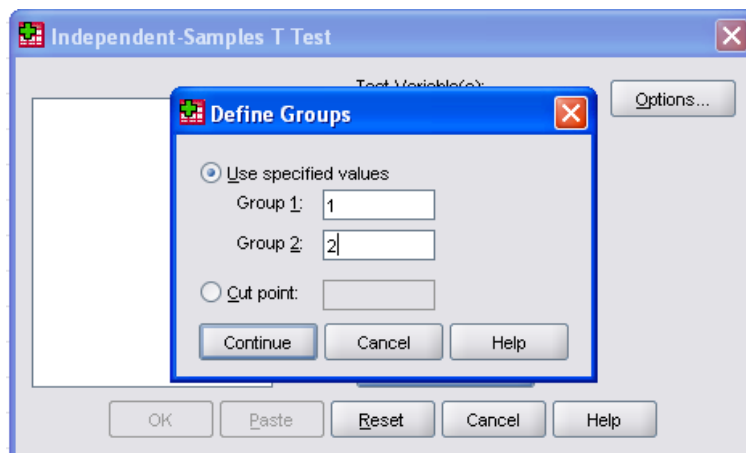 Independent-Samples T Test
Options...
Define Groups
Use specified values
Group 1: 1
Group 2: 2
Cut point:
Continue Cancel Help
OK Paste Reset Cancel Help